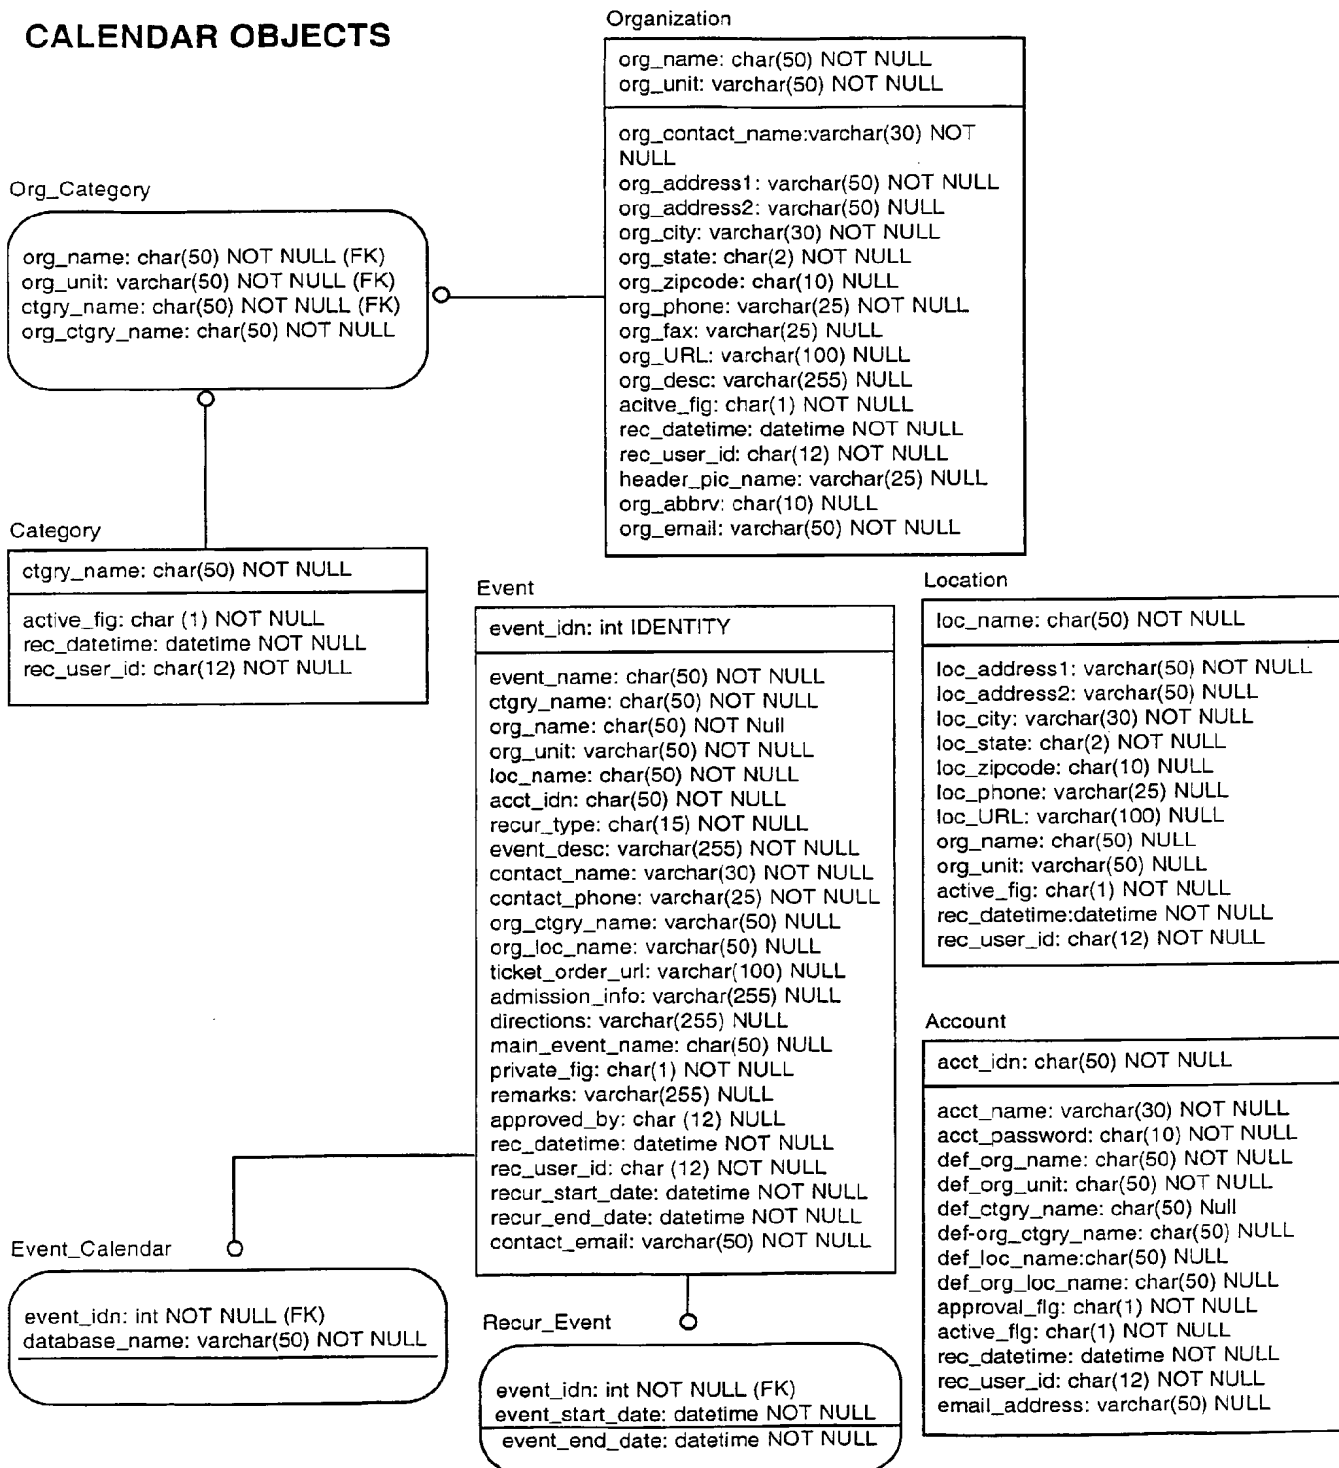 CALENDAR OBJECTS
Organization
org_name: char(50) NOT NULL
org_unit: varchar(50) NOT NULL
org_contact_name:varchar(30) NOT
NULL
org_address1: varchar(50) NOT NULL
org_address2: varchar(50) NULL
org_city: varchar(30) NOT NULL
org_state: char(2) NOT NULL
org_zipcode: char(10) NULL
org_phone: varchar(25) NOT NULL
org_fax: varchar(25) NULL
org_URL: varchar(100) NULL
org_desc: varchar(255) NULL
acitve_fig: char(1) NOT NULL
rec_datetime: datetime NOT NULL
rec_user_id: char(12) NOT NULL
header_pic_name: varchar(25) NULL
org_abbrv: char(10) NULL
org_email: varchar(50) NOT NULL
Org_Category
org_name: char(50) NOT NULL (FK)
org_unit: varchar(50) NOT NULL (FK)
ctgry_name: char(50) NOT NULL (FK)
org_ctgry_name: char(50) NOT NULL
Category
ctgry_name: char(50) NOT NULL
active_fig: char (1) NOT NULL
rec_datetime: datetime NOT NULL
rec_user_id: char(12) NOT NULL
Event
event_idn: int IDENTITY
event_name: char(50) NOT NULL
ctgry_name: char(50) NOT NULL
org_name: char(50) NOT Null
org_unit: varchar(50) NOT NULL
loc_name: char(50) NOT NULL
acct_idn: char(50) NOT NULL
recur_type: char(15) NOT NULL
event_desc: varchar(255) NOT NULL
contact_name: varchar(30) NOT NULL
contact_phone: varchar(25) NOT NULL
org_ctgry_name: varchar(50) NULL
org_loc_name: varchar(50) NULL
ticket_order_url: varchar(100) NULL
admission_info: varchar(255) NULL
directions: varchar(255) NULL
main_event_name: char(50) NULL
private_fig: char(1) NOT NULL
remarks: varchar(255) NULL
approved_by: char (12) NULL
rec_datetime: datetime NOT NULL
rec_user_id: char (12) NOT NULL
recur_start_date: datetime NOT NULL
recur_end_date: datetime NOT NULL
contact_email: varchar(50) NOT NULL
Location
loc_name: char(50) NOT NULL
loc_address1: varchar(50) NOT NULL
loc_address2: varchar(50) NULL
loc_city: varchar(30) NOT NULL
loc_state: char(2) NOT NULL
loc_zipcode: char(10) NULL
loc_phone: varchar(25) NULL
loc_URL: varchar(100) NULL
org_name: char(50) NULL
org_unit: varchar(50) NULL
active_fig: char(1) NOT NULL
rec_datetime:datetime NOT NULL
rec_user_id: char(12) NOT NULL
Account
acct_idn: char(50) NOT NULL
acct_name: varchar(30) NOT NULL
acct_password: char(10) NOT NULL
def_org_name: char(50) NOT NULL
def_org_unit: char(50) NOT NULL
def_ctgry_name: char(50) Null
def-org_ctgry_name: char(50) NULL
def_loc_name:char(50) NULL
def_org_loc_name: char(50) NULL
approval_flg: char(1) NOT NULL
active_flg: char(1) NOT NULL
rec_datetime: datetime NOT NULL
rec_user_id: char(12) NOT NULL
email_address: varchar(50) NULL
Event_Calendar
event_idn: int NOT NULL (FK)
database_name: varchar(50) NOT NULL
Recur_Event
event_idn: int NOT NULL (FK)
event_start_date: datetime NOT NULL
event_end_date: datetime NOT NULL